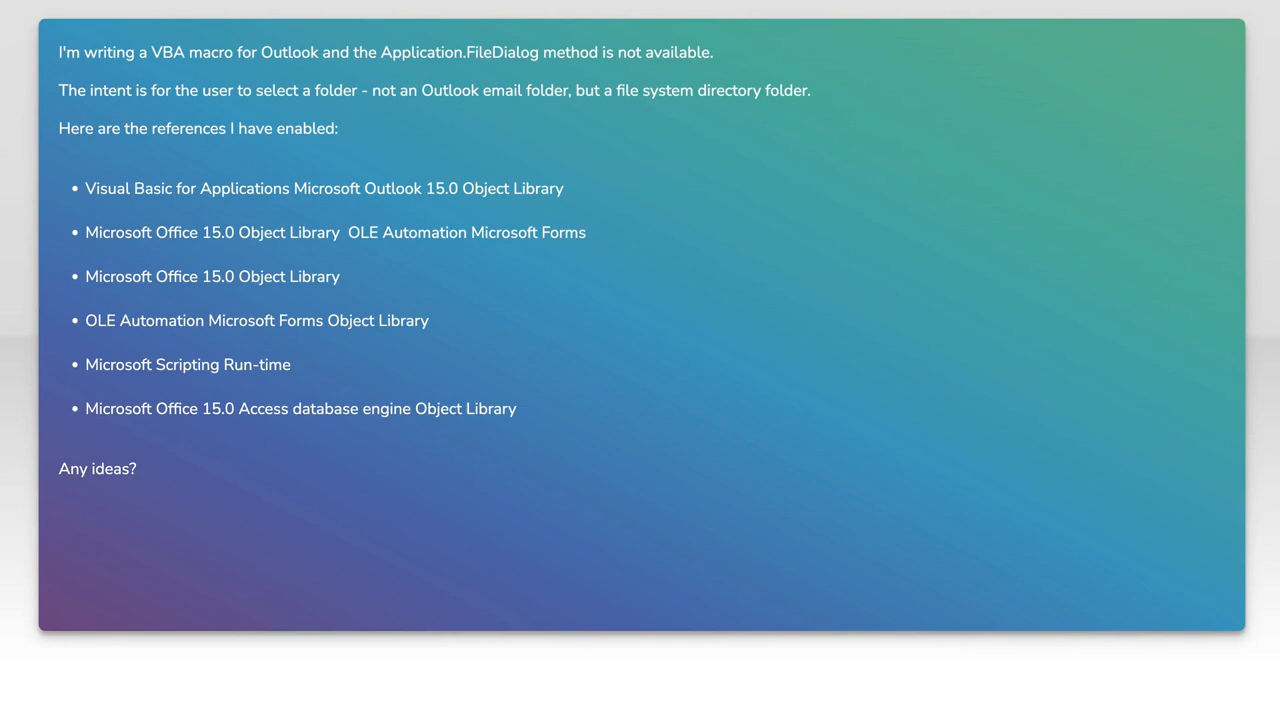 I'm writing a VBA macro for Outlook and the Application.FileDialog method is not available.
The intent is for the user to select a folder - not an Outlook email folder, but a file system directory folder.
Here are the references I have enabled:
• Visual Basic for Applications Microsoft Outlook 15.0 Object Library
• Microsoft Office 15.0 Object Library  OLE Automation Microsoft Forms
• Microsoft Office 15.0 Object Library
• OLE Automation Microsoft Forms Object Library
• Microsoft Scripting Run-time
• Microsoft Office 15.0 Access database engine Object Library
Any ideas?